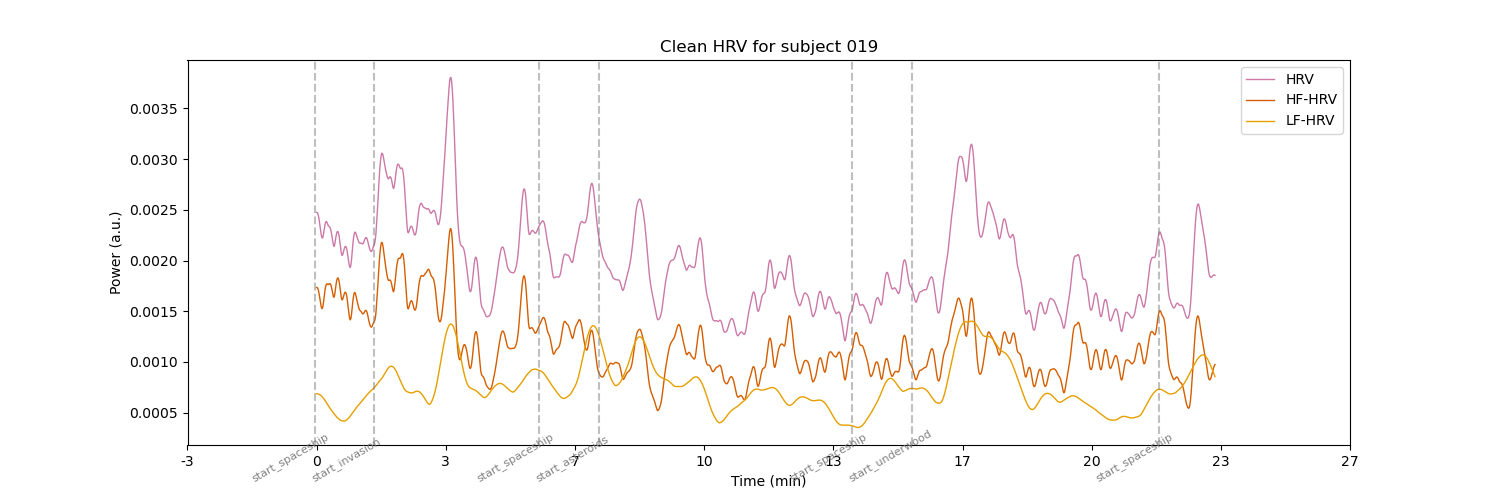 Clean HRV for subject 019
HRV
HF-HRV
LF-HRV
Power (a.u.)
0.0035
0.0030
0.0025
0.0020
0.0015
0.0010
0.0005
-3 0 3 7 10 13 17 20 23 27
start_spaceship
start_invasion
start_spaceship
start_asteroids
start_spaceship
start_underwood
start_spaceship
Time (min)